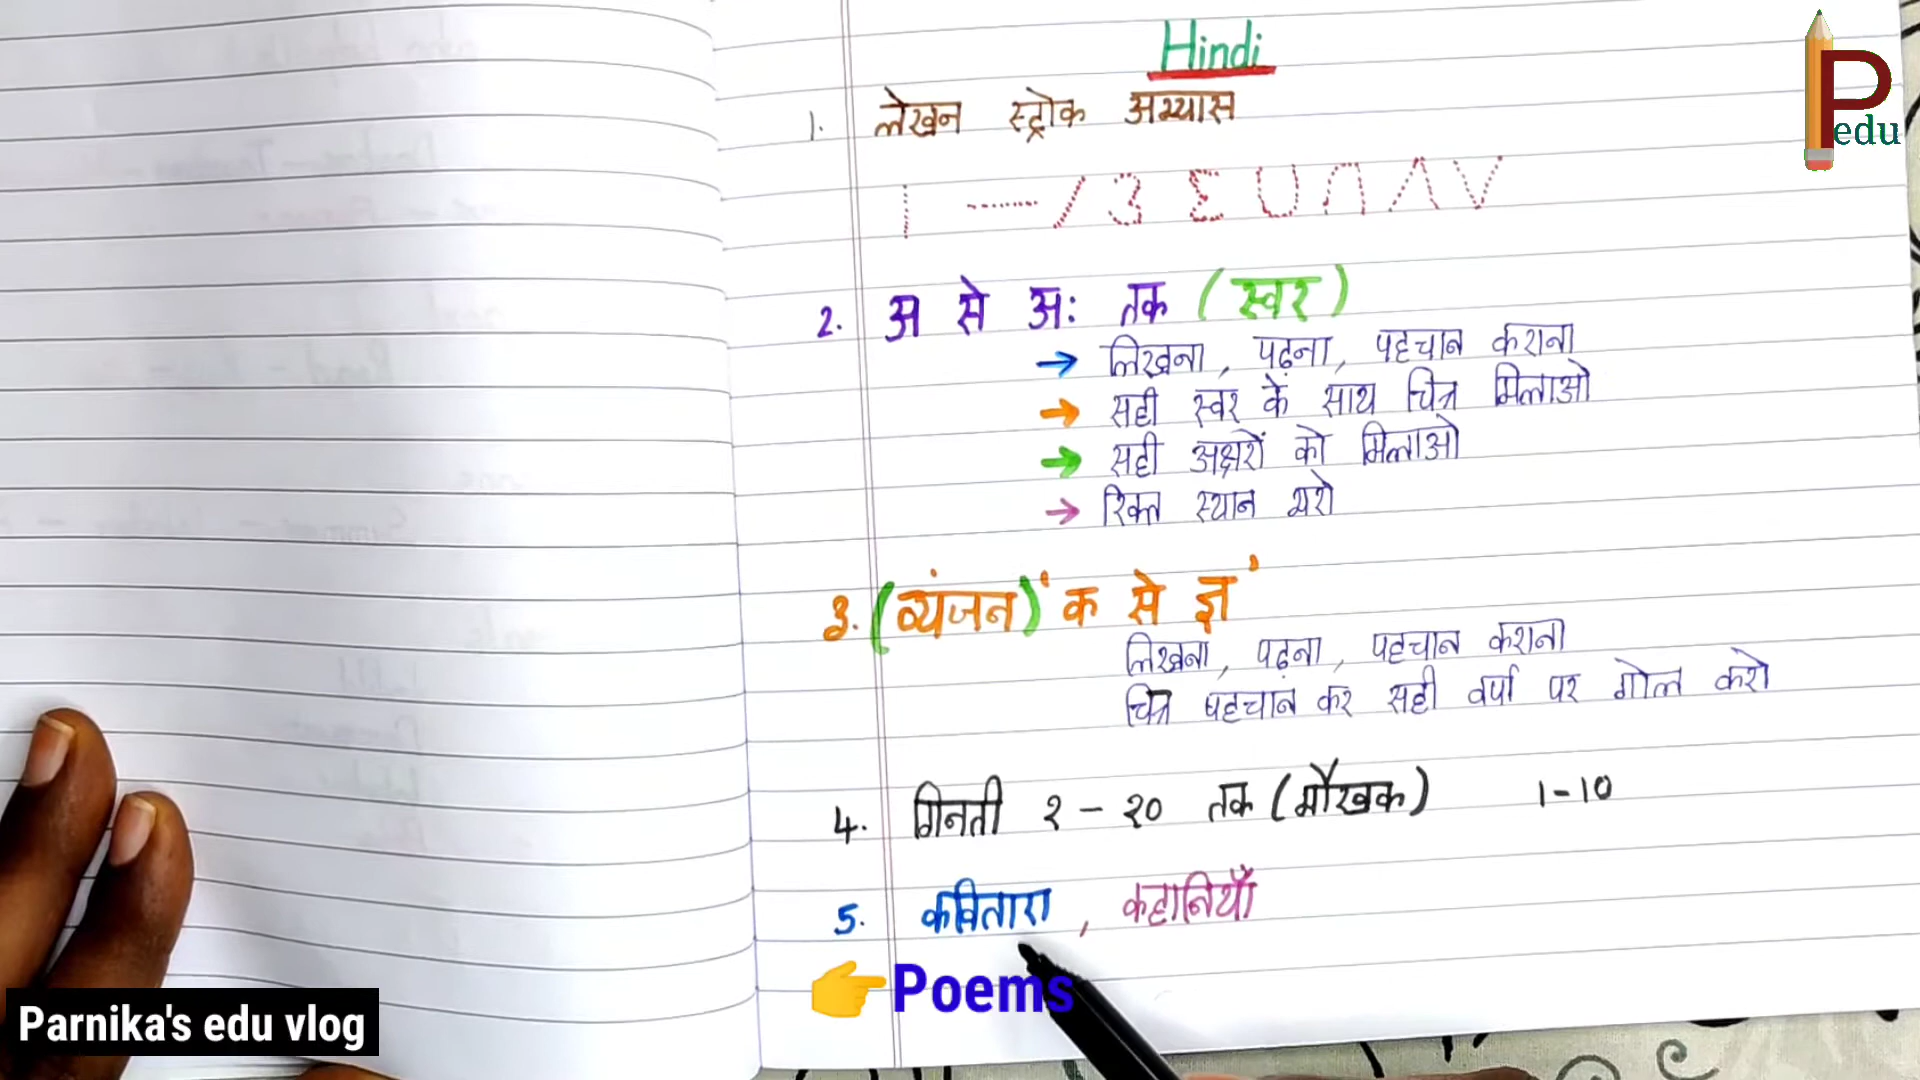 Hindi
1. लेखन स्ट्रोक अभ्यास
2. अ से अः तक (स्वर)
→ लिखना, पढ़ना, पहचान कराना
→ सही स्वर के साथ चित्र मिलाओ
→ सही अक्षरों को मिलाओ
→ रिक्त स्थान भरो
3. (व्यंजन) 'क से ज्ञ'
लिखना, पढ़ना, पहचान कराना
चित्र पहचान कर सही वर्ण पर गोल करो
4. गिनती १ - १० तक (मौखिक) 1-10
5. कविताएँ, कहानियाँ
Poems
Parnika's edu vlog
P
edu